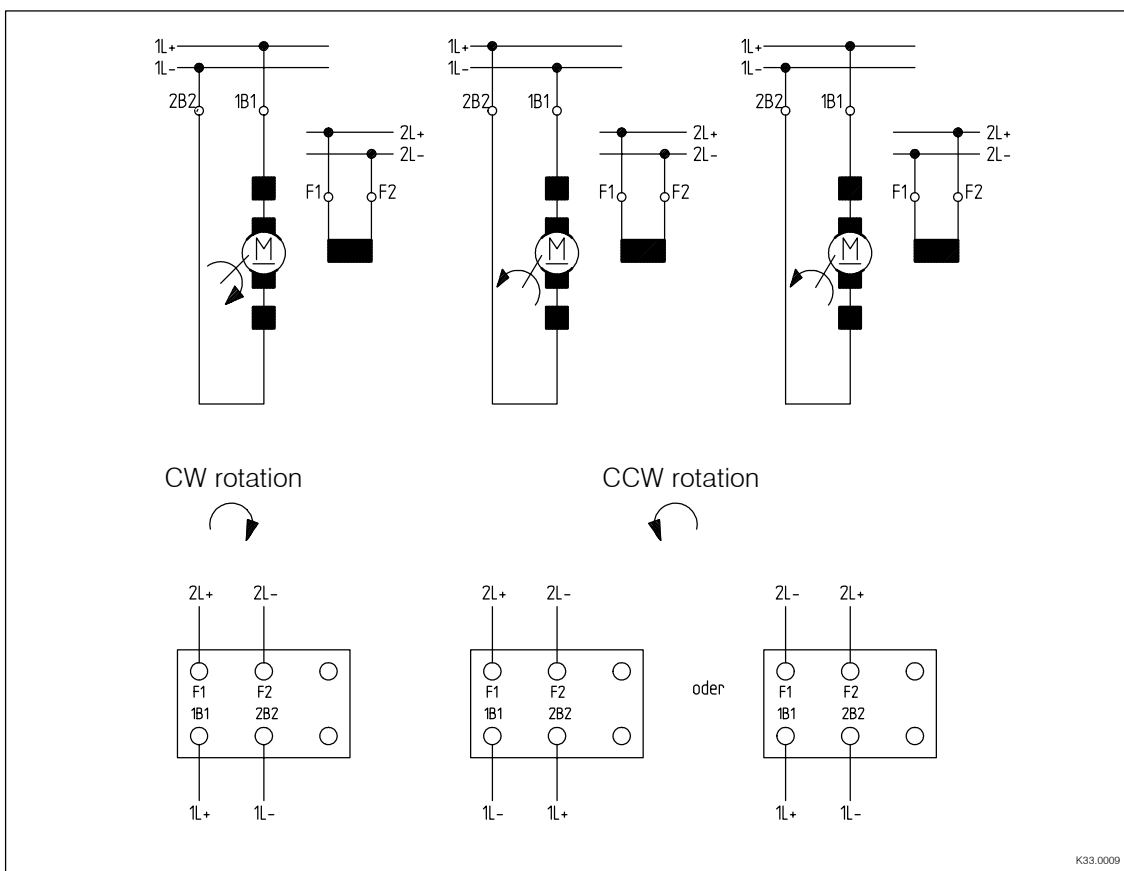 1L+ 1L+ 1L+
1L- 1L- 1L-
2B2 1B1 2B2 1B1 2B2 1B1
2L+ 2L+ 2L+
2L- 2L- 2L-
F1 F2 F1 F2 F1 F2
M M M
CW rotation CCW rotation
2L+ 2L- 2L+ 2L- 2L- 2L+
F1 F2 F1 F2 oder F1 F2
1B1 2B2 1B1 2B2 1B1 2B2
1L+ 1L- 1L- 1L+ 1L+ 1L-
K33.0009